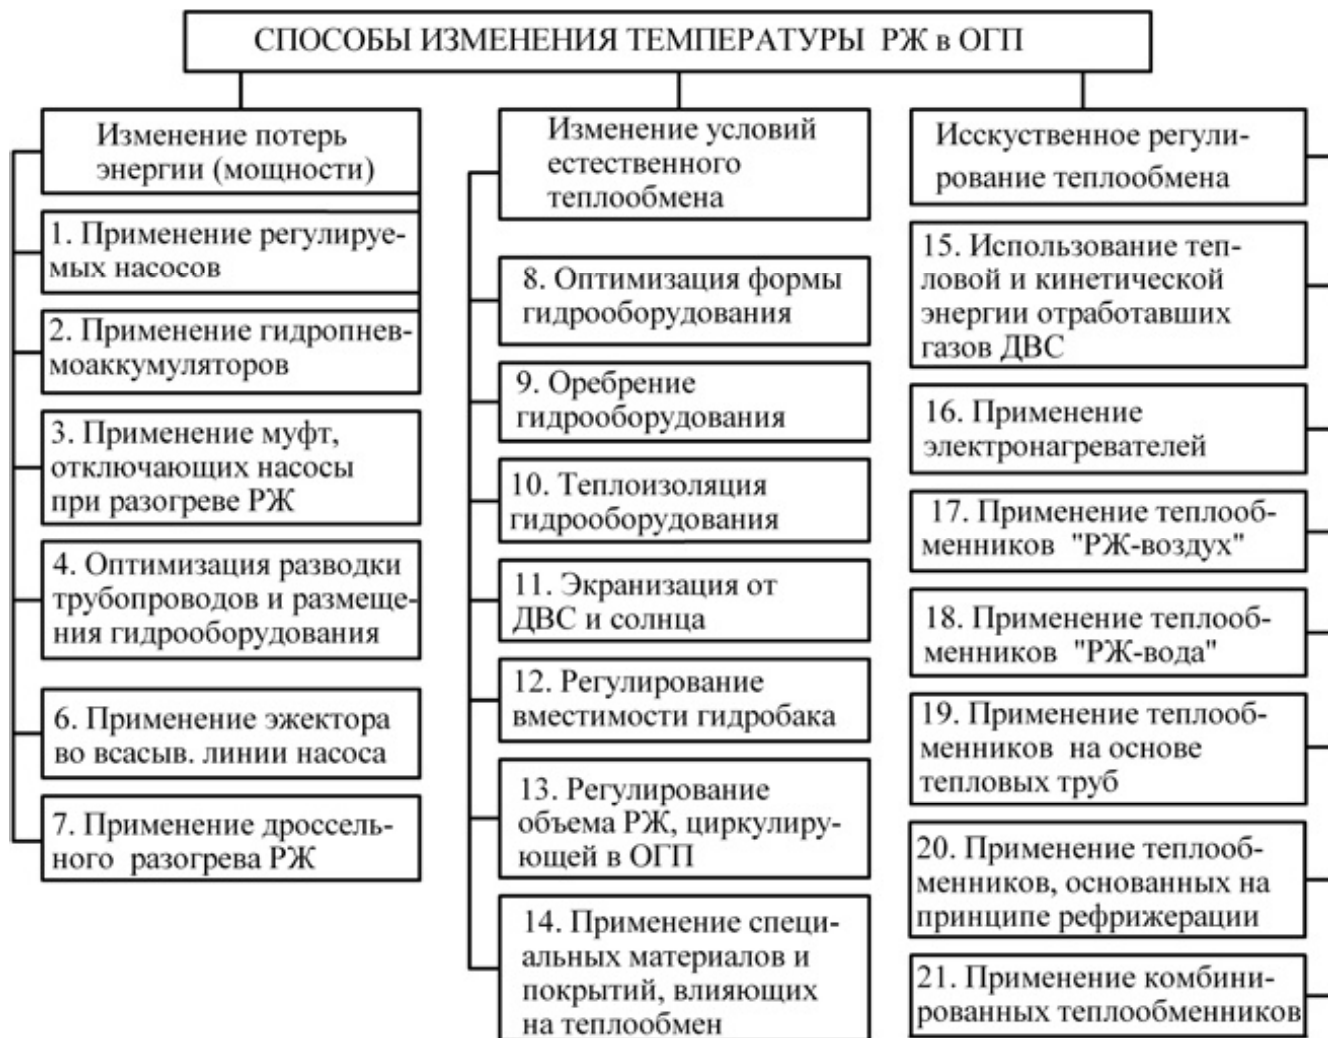 СПОСОБЫ ИЗМЕНЕНИЯ ТЕМПЕРАТУРЫ РЖ в ОГП
Изменение потерь
энергии (мощности)
1. Применение регулируе-
мых насосов
2. Применение гидропнев-
моаккумуляторов
3. Применение муфт,
отключающих насосы
при разогреве РЖ
4. Оптимизация разводки
трубопроводов и размеще-
ния гидрооборудования
6. Применение эжектора
во всасыв. линии насоса
7. Применение дроссель-
ного разогрева РЖ
Изменение условий
естественного
теплообмена
8. Оптимизация формы
гидрооборудования
9. Оребрение
гидрооборудования
10. Теплоизоляция
гидрооборудования
11. Экранизация от
ДВС и солнца
12. Регулирование
вместимости гидробака
13. Регулирование
объема РЖ, циркулиру-
ющей в ОГП
14. Применение специ-
альных материалов и
покрытий, влияющих
на теплообмен
Исскуственное регули-
рование теплообмена
15. Использование теп-
ловой и кинетической
энергии отработавших
газов ДВС
16. Применение
электронагревателей
17. Применение теплооб-
менников "РЖ-воздух"
18. Применение теплооб-
менников "РЖ-вода"
19. Применение теплооб-
менников на основе
тепловых труб
20. Применение теплооб-
менников, основанных на
принципе рефрижерации
21. Применение комбини-
рованных теплообменников